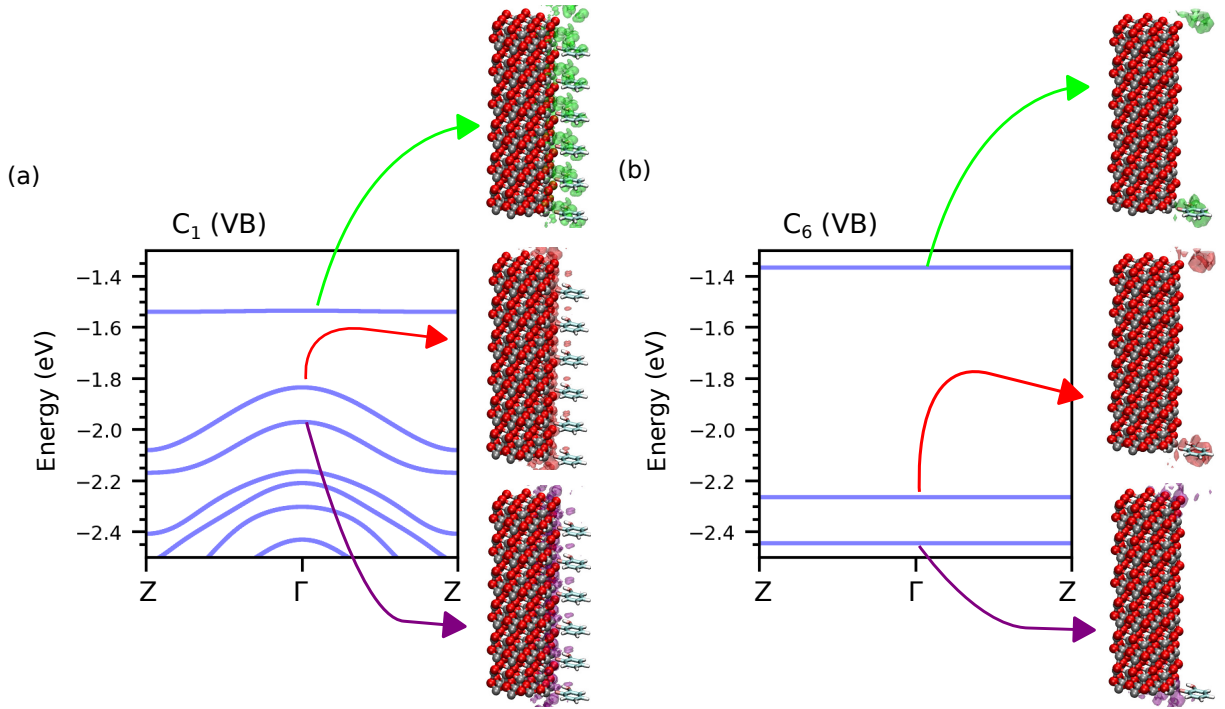 (a)
C₁ (VB)
Energy (eV)
−1.4
−1.6
−1.8
−2.0
−2.2
−2.4
Z
Γ
Z
(b)
C₆ (VB)
Energy (eV)
−1.4
−1.6
−1.8
−2.0
−2.2
−2.4
Z
Γ
Z